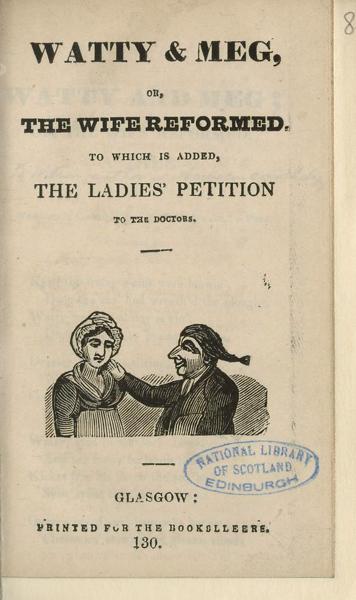 8
WATTY & MEG,
OR,
THE WIFE REFORMED.
TO WHICH IS ADDED,
THE LADIES' PETITION
TO THE DOCTORS.
NATIONAL LIBRARY
OF SCOTLAND
EDINBURGH
GLASGOW:
PRINTED FOR THE BOOKSLLEERS.
130.